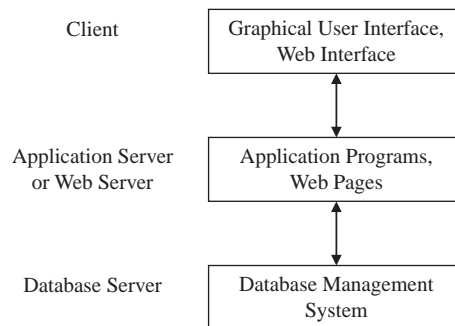 Client
Graphical User Interface,
Web Interface
Application Server
or Web Server
Application Programs,
Web Pages
Database Server
Database Management
System